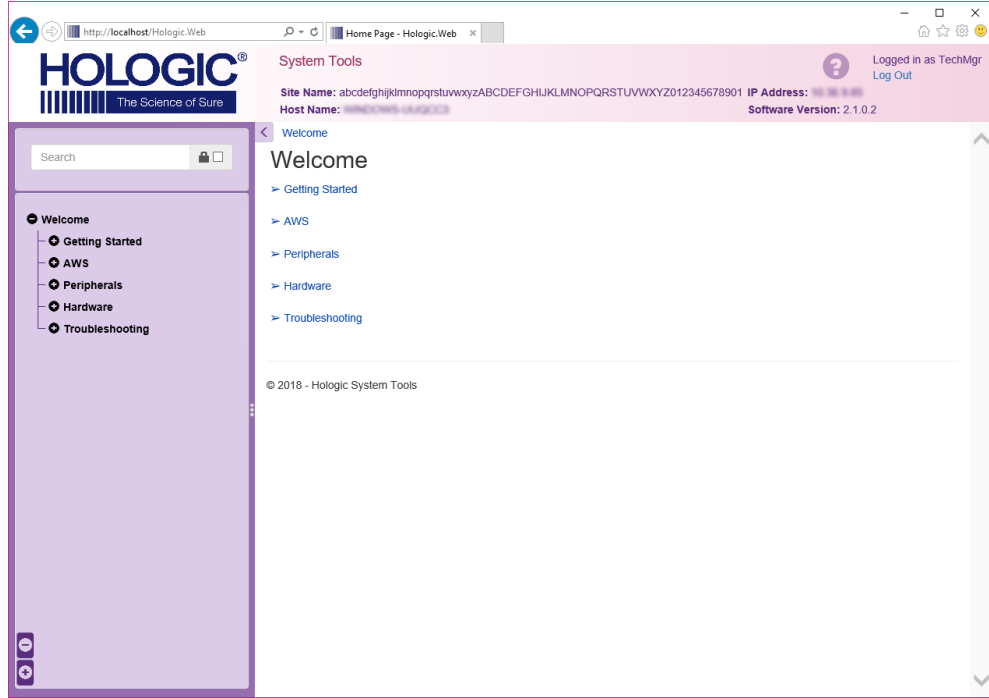 http://localhost/Hologic.Web
Home Page - Hologic.Web
HOLOGIC®
The Science of Sure
System Tools
Logged in as TechMgr
Log Out
Site Name: abcdefghijklmnopqrstuvwxyzABCDEFGHIJKLMNOPQRSTUVWXYZ012345678901 IP Address:
Host Name:
Software Version: 2.1.0.2
Search
Welcome
Getting Started
AWS
Peripherals
Hardware
Troubleshooting
Welcome
Welcome
➢ Getting Started
➢ AWS
➢ Peripherals
➢ Hardware
➢ Troubleshooting
© 2018 - Hologic System Tools